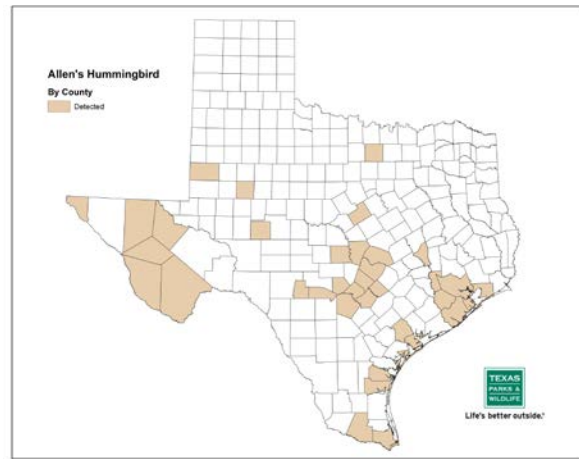 Allen's Hummingbird
By County
Detected
TEXAS
PARKS &
WILDLIFE
Life's better outside.®